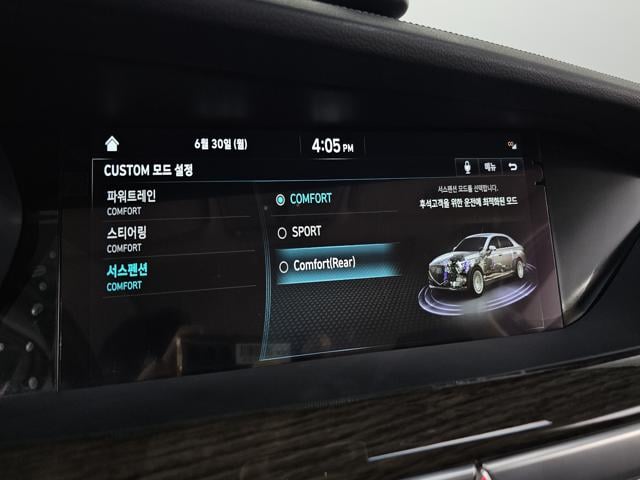 6월 30일 (월)
4:05 PM
CUSTOM 모드 설정
메뉴
파워트레인
COMFORT
스티어링
COMFORT
서스펜션
COMFORT
COMFORT
SPORT
Comfort(Rear)
서스펜션 모드를 선택합니다.
후석고객을 위한 운전에 최적화된 모드